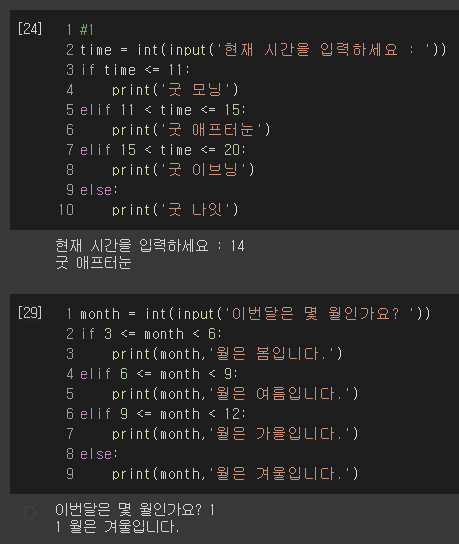 [24] 1 #1
2 time = int(input('현재 시간을 입력하세요 : '))
3 if time <= 11:
4     print('굿 모닝')
5 elif 11 < time <= 15:
6     print('굿 애프터눈')
7 elif 15 < time <= 20:
8     print('굿 이브닝')
9 else:
10     print('굿 나잇')
현재 시간을 입력하세요 : 14
굿 애프터눈
[29] 1 month = int(input('이번달은 몇 월인가요? '))
2 if 3 <= month < 6:
3     print(month,'월은 봄입니다.')
4 elif 6 <= month < 9:
5     print(month,'월은 여름입니다.')
6 elif 9 <= month < 12:
7     print(month,'월은 가을입니다.')
8 else:
9     print(month,'월은 겨울입니다.')
이번달은 몇 월인가요? 1
1 월은 겨울입니다.